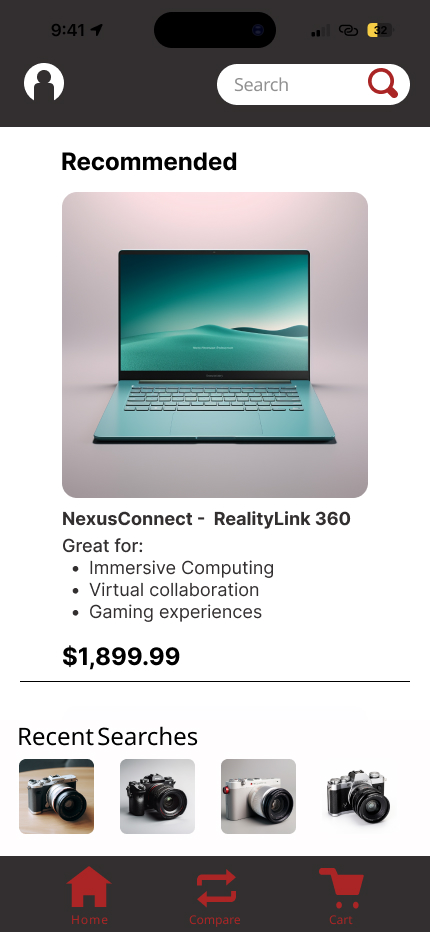 9:41
32
Search
Recommended
NexusConnect - RealityLink 360
Great for:
• Immersive Computing
• Virtual collaboration
• Gaming experiences
$1,899.99
Recent Searches
Home
Compare
Cart